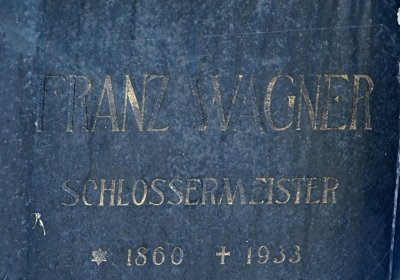 FRANZ WAGNER
SCHLOSSERMEISTER
✡ 1860 ✝ 1933